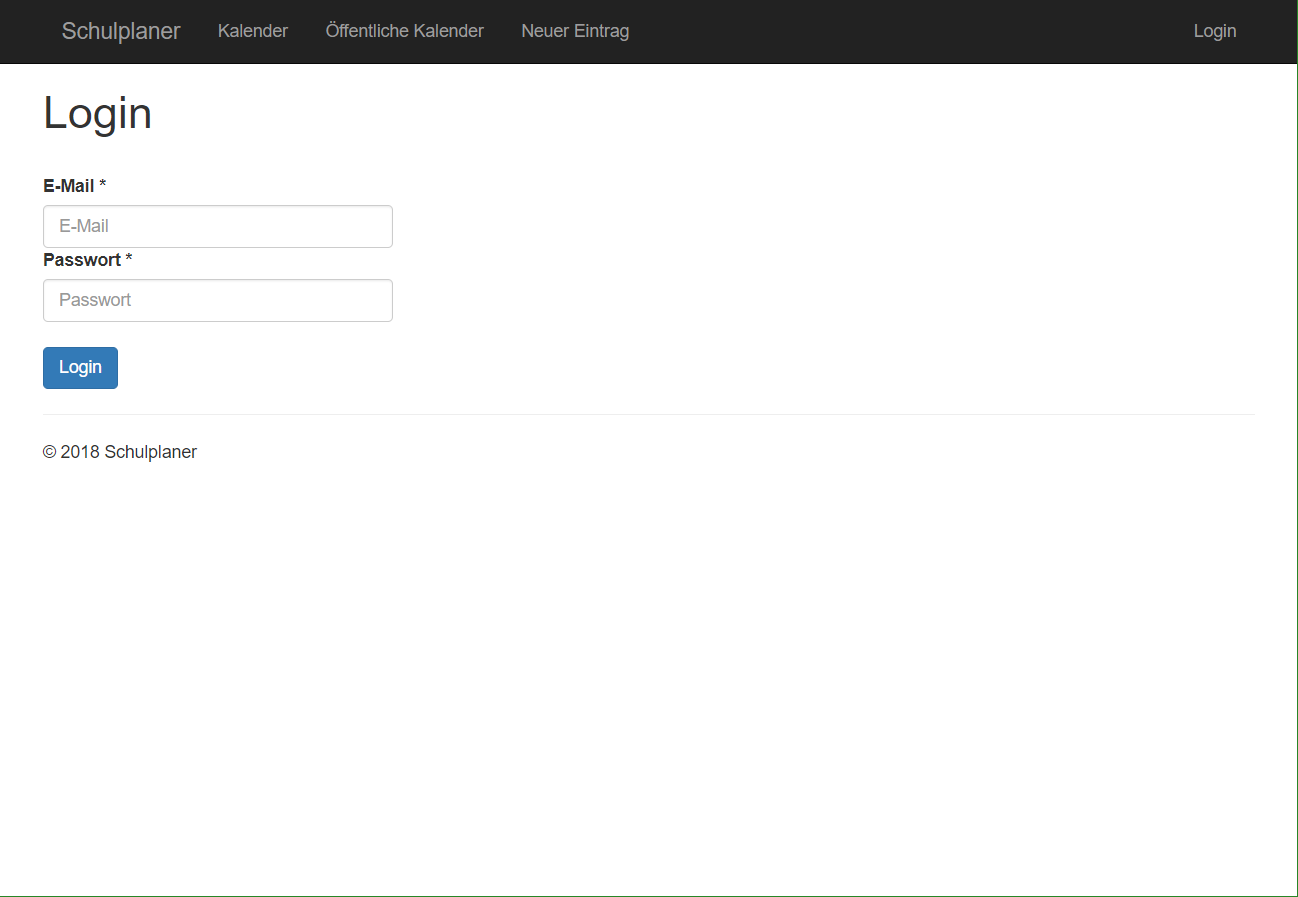 Schulplaner Kalender Öffentliche Kalender Neuer Eintrag Login
Login
E-Mail *
E-Mail
Passwort *
Passwort
Login
© 2018 Schulplaner